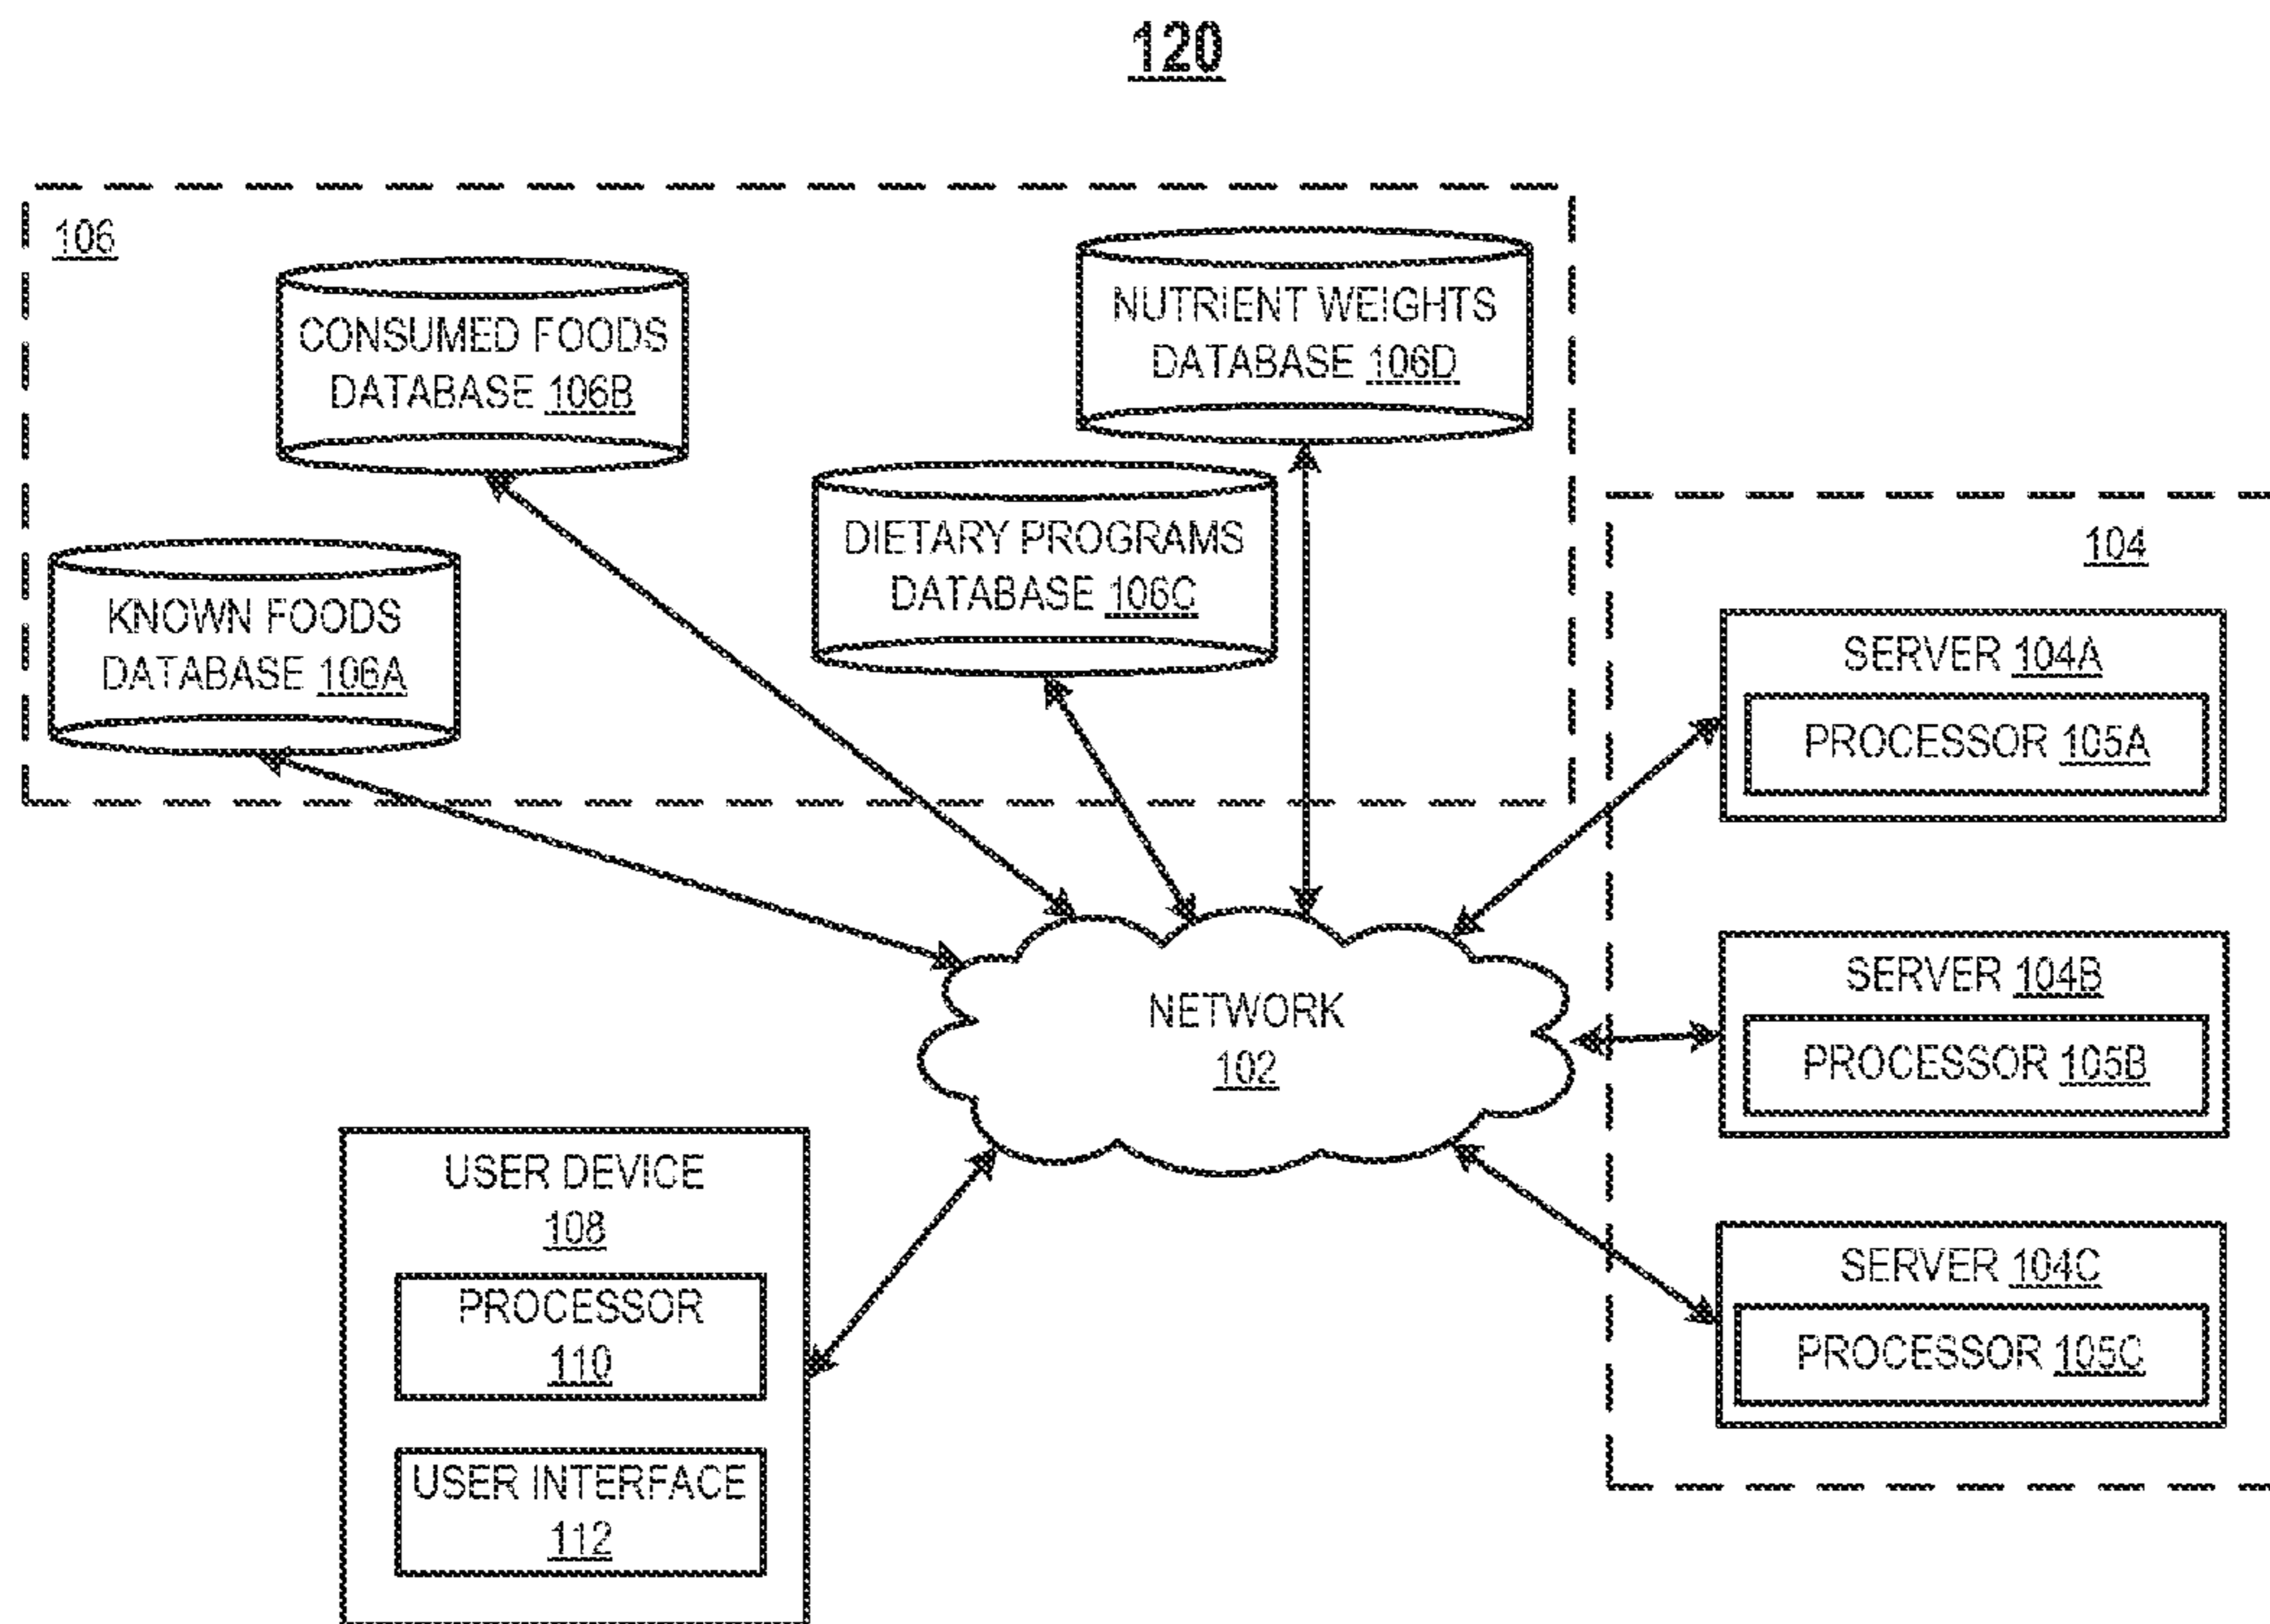 120
106
CONSUMED FOODS
DATABASE 106B
NUTRIENT WEIGHTS
DATABASE 106D
KNOWN FOODS
DATABASE 106A
DIETARY PROGRAMS
DATABASE 106C
104
SERVER 104A
PROCESSOR 105A
SERVER 104B
PROCESSOR 105B
SERVER 104C
PROCESSOR 105C
NETWORK
102
USER DEVICE
108
PROCESSOR
110
USER INTERFACE
112